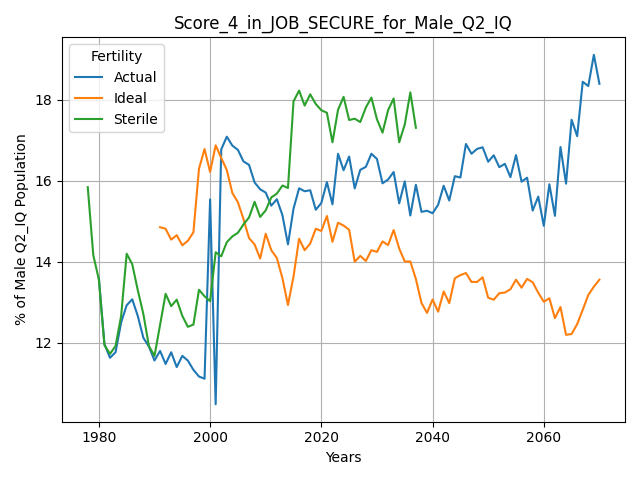 Score_4_in_JOB_SECURE_for_Male_Q2_IQ
Fertility
Actual
Ideal
Sterile
% of Male Q2_IQ Population
18
16
14
12
1980 2000 2020 2040 2060
Years